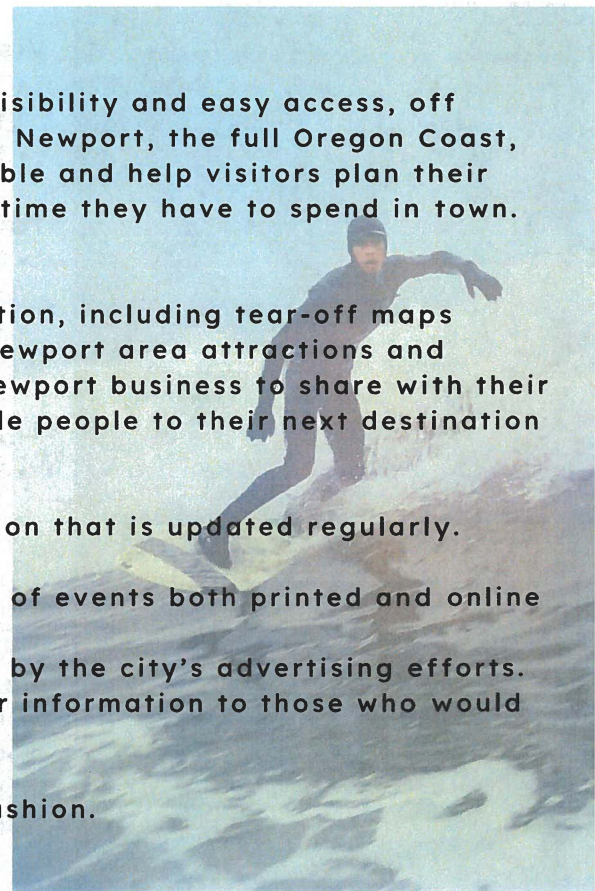 isibility and easy access, off
Newport, the full Oregon Coast,
ble and help visitors plan their
time they have to spend in town.
tion, including tear-off maps
ewport area attractions and
ewport business to share with their
le people to their next destination
on that is updated regularly.
of events both printed and online
by the city's advertising efforts.
r information to those who would
ashion.